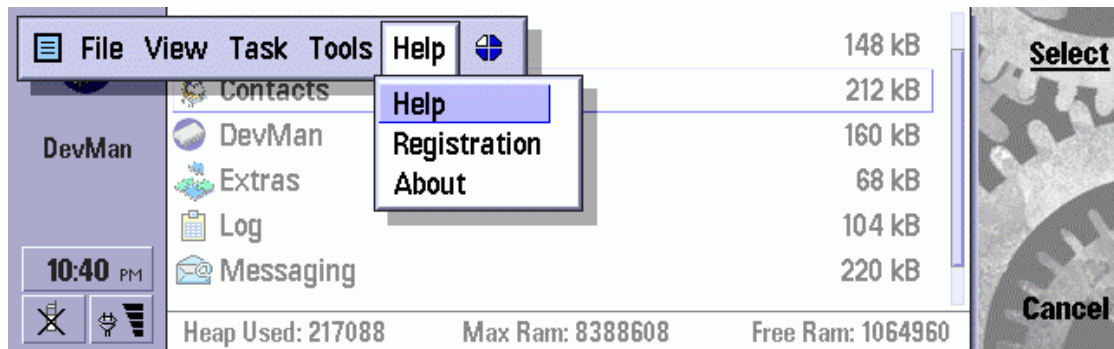 File View Task Tools Help
148 kB
Select
Contacts
212 kB
Help
DevMan
DevMan
160 kB
Registration
Extras
68 kB
About
Log
104 kB
10:40 PM
Messaging
220 kB
Cancel
Heap Used: 217088 Max Ram: 8388608 Free Ram: 1064960